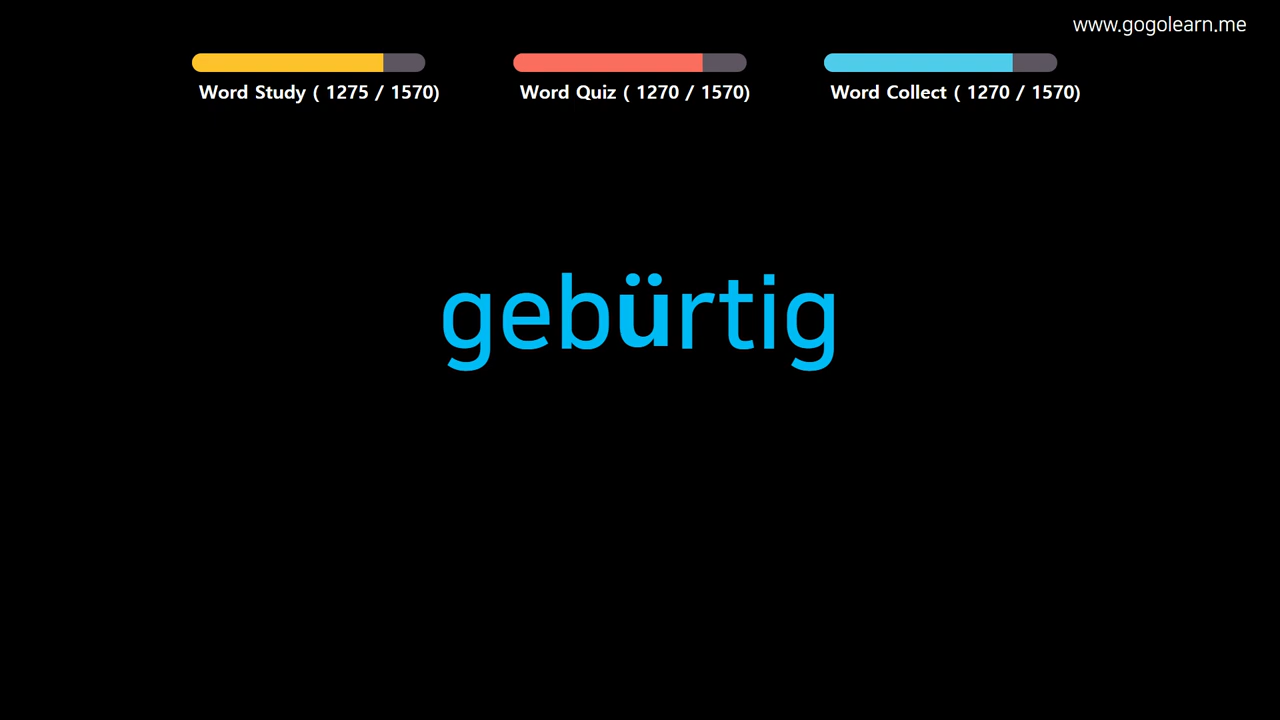 www.gogolearn.me
Word Study ( 1275 / 1570)
Word Quiz ( 1270 / 1570)
Word Collect ( 1270 / 1570)
gebürtig